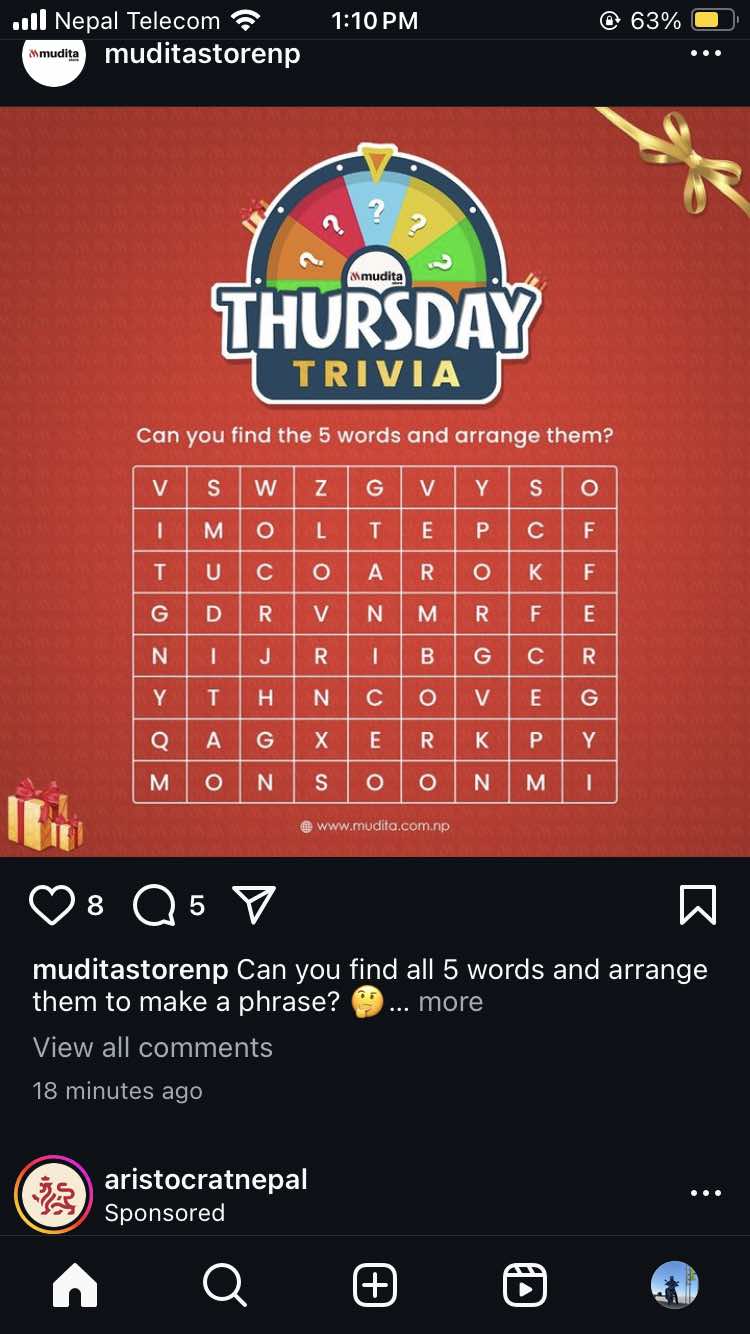 Nepal Telecom 1:10 PM 63%
mudita store muditastorenp
? ? ? ? ?
mudita store
THURSDAY
TRIVIA
Can you find the 5 words and arrange them?
V S W Z G V Y S O
I M O L T E P C F
T U C O A R O K F
G D R V N M R F E
N I J R I B G C R
Y T H N C O V E G
Q A G X E R K P Y
M O N S O O N M I
www.mudita.com.np
8 5
muditastorenp Can you find all 5 words and arrange
them to make a phrase? 🤔... more
View all comments
18 minutes ago
aristocratnepal
Sponsored